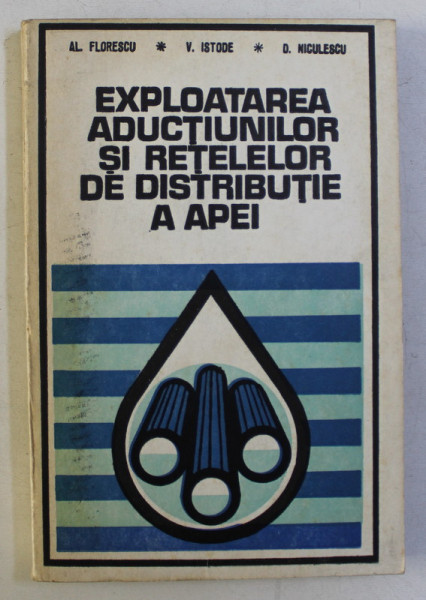 AL. FLORESCU * V. ISTODE * D. NICULESCU
EXPLOATAREA
ADUCȚIUNILOR
ȘI REȚELELOR
DE DISTRIBUȚIE
A APEI